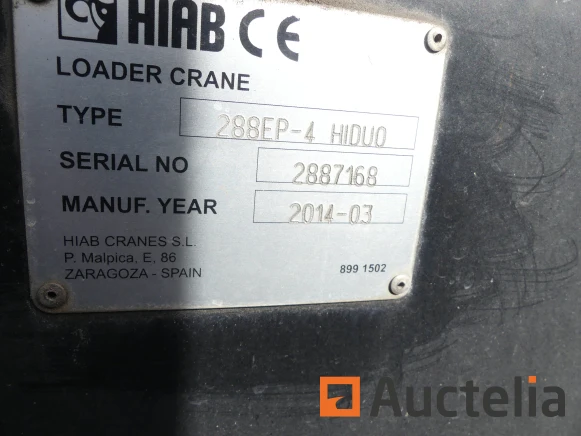 HIAB CE
LOADER CRANE
TYPE 288EP-4 HIDUO
SERIAL NO 2887168
MANUF. YEAR 2014-03
HIAB CRANES S.L.
P. Malpica, E. 86
ZARAGOZA - SPAIN 899 1502
Auctelia